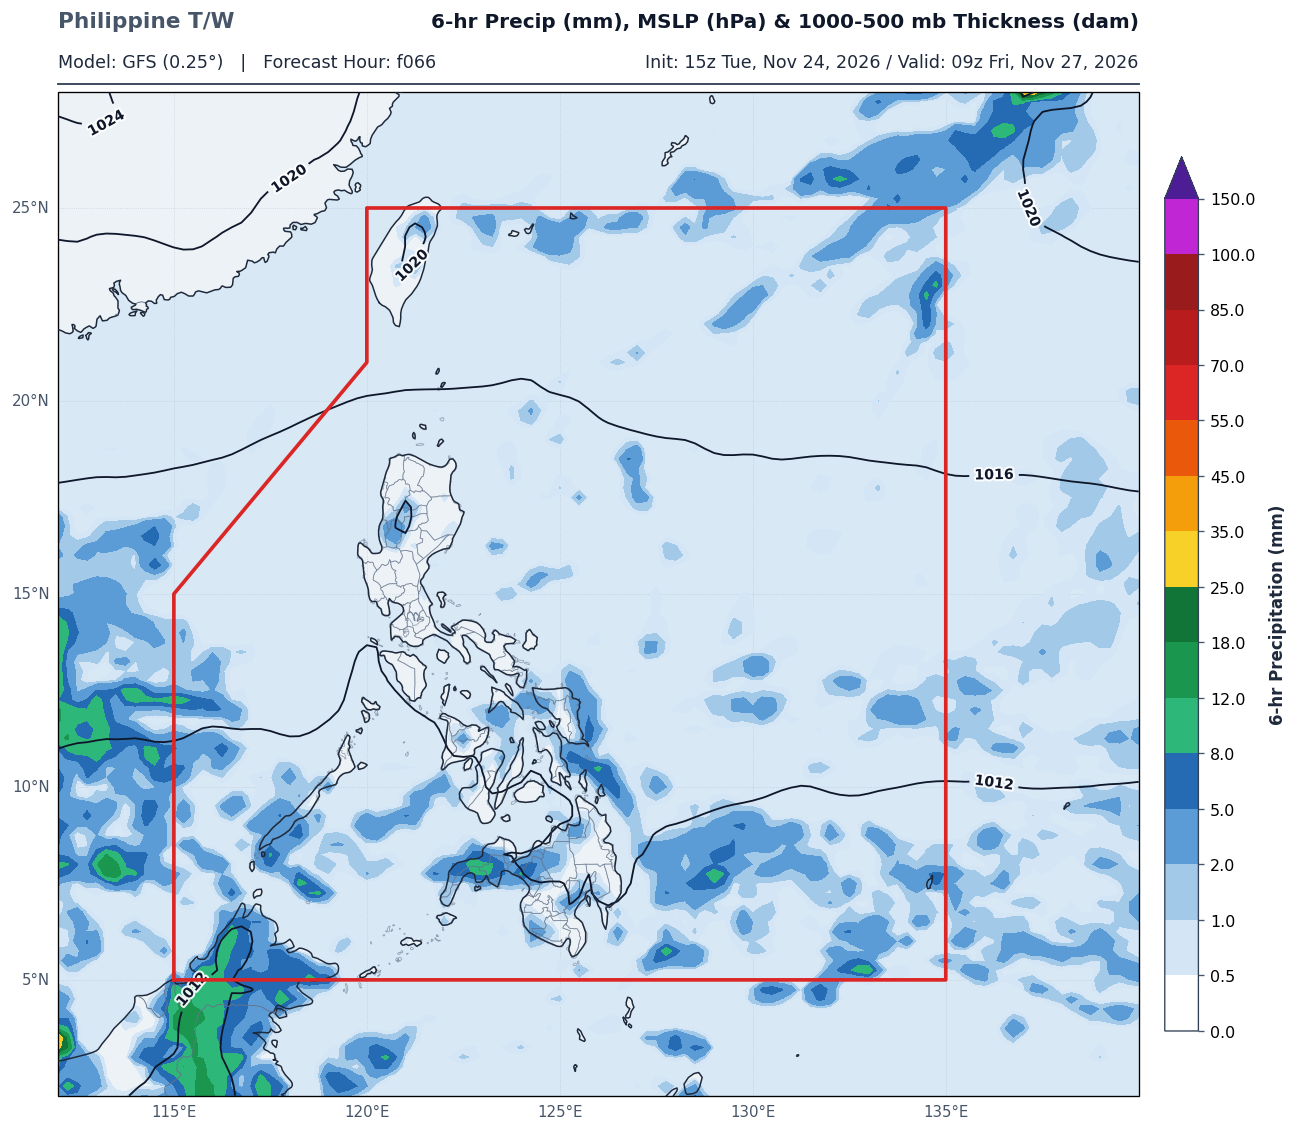 Philippine T/W
6-hr Precip (mm), MSLP (hPa) & 1000-500 mb Thickness (dam)
Model: GFS (0.25°) | Forecast Hour: f066
Init: 15z Tue, Nov 24, 2026 / Valid: 09z Fri, Nov 27, 2026
1024
1020
1020
1020
1016
1012
1012
25°N
20°N
15°N
10°N
5°N
115°E
120°E
125°E
130°E
135°E
150.0
100.0
85.0
70.0
55.0
45.0
35.0
25.0
18.0
12.0
8.0
5.0
2.0
1.0
0.5
0.0
6-hr Precipitation (mm)